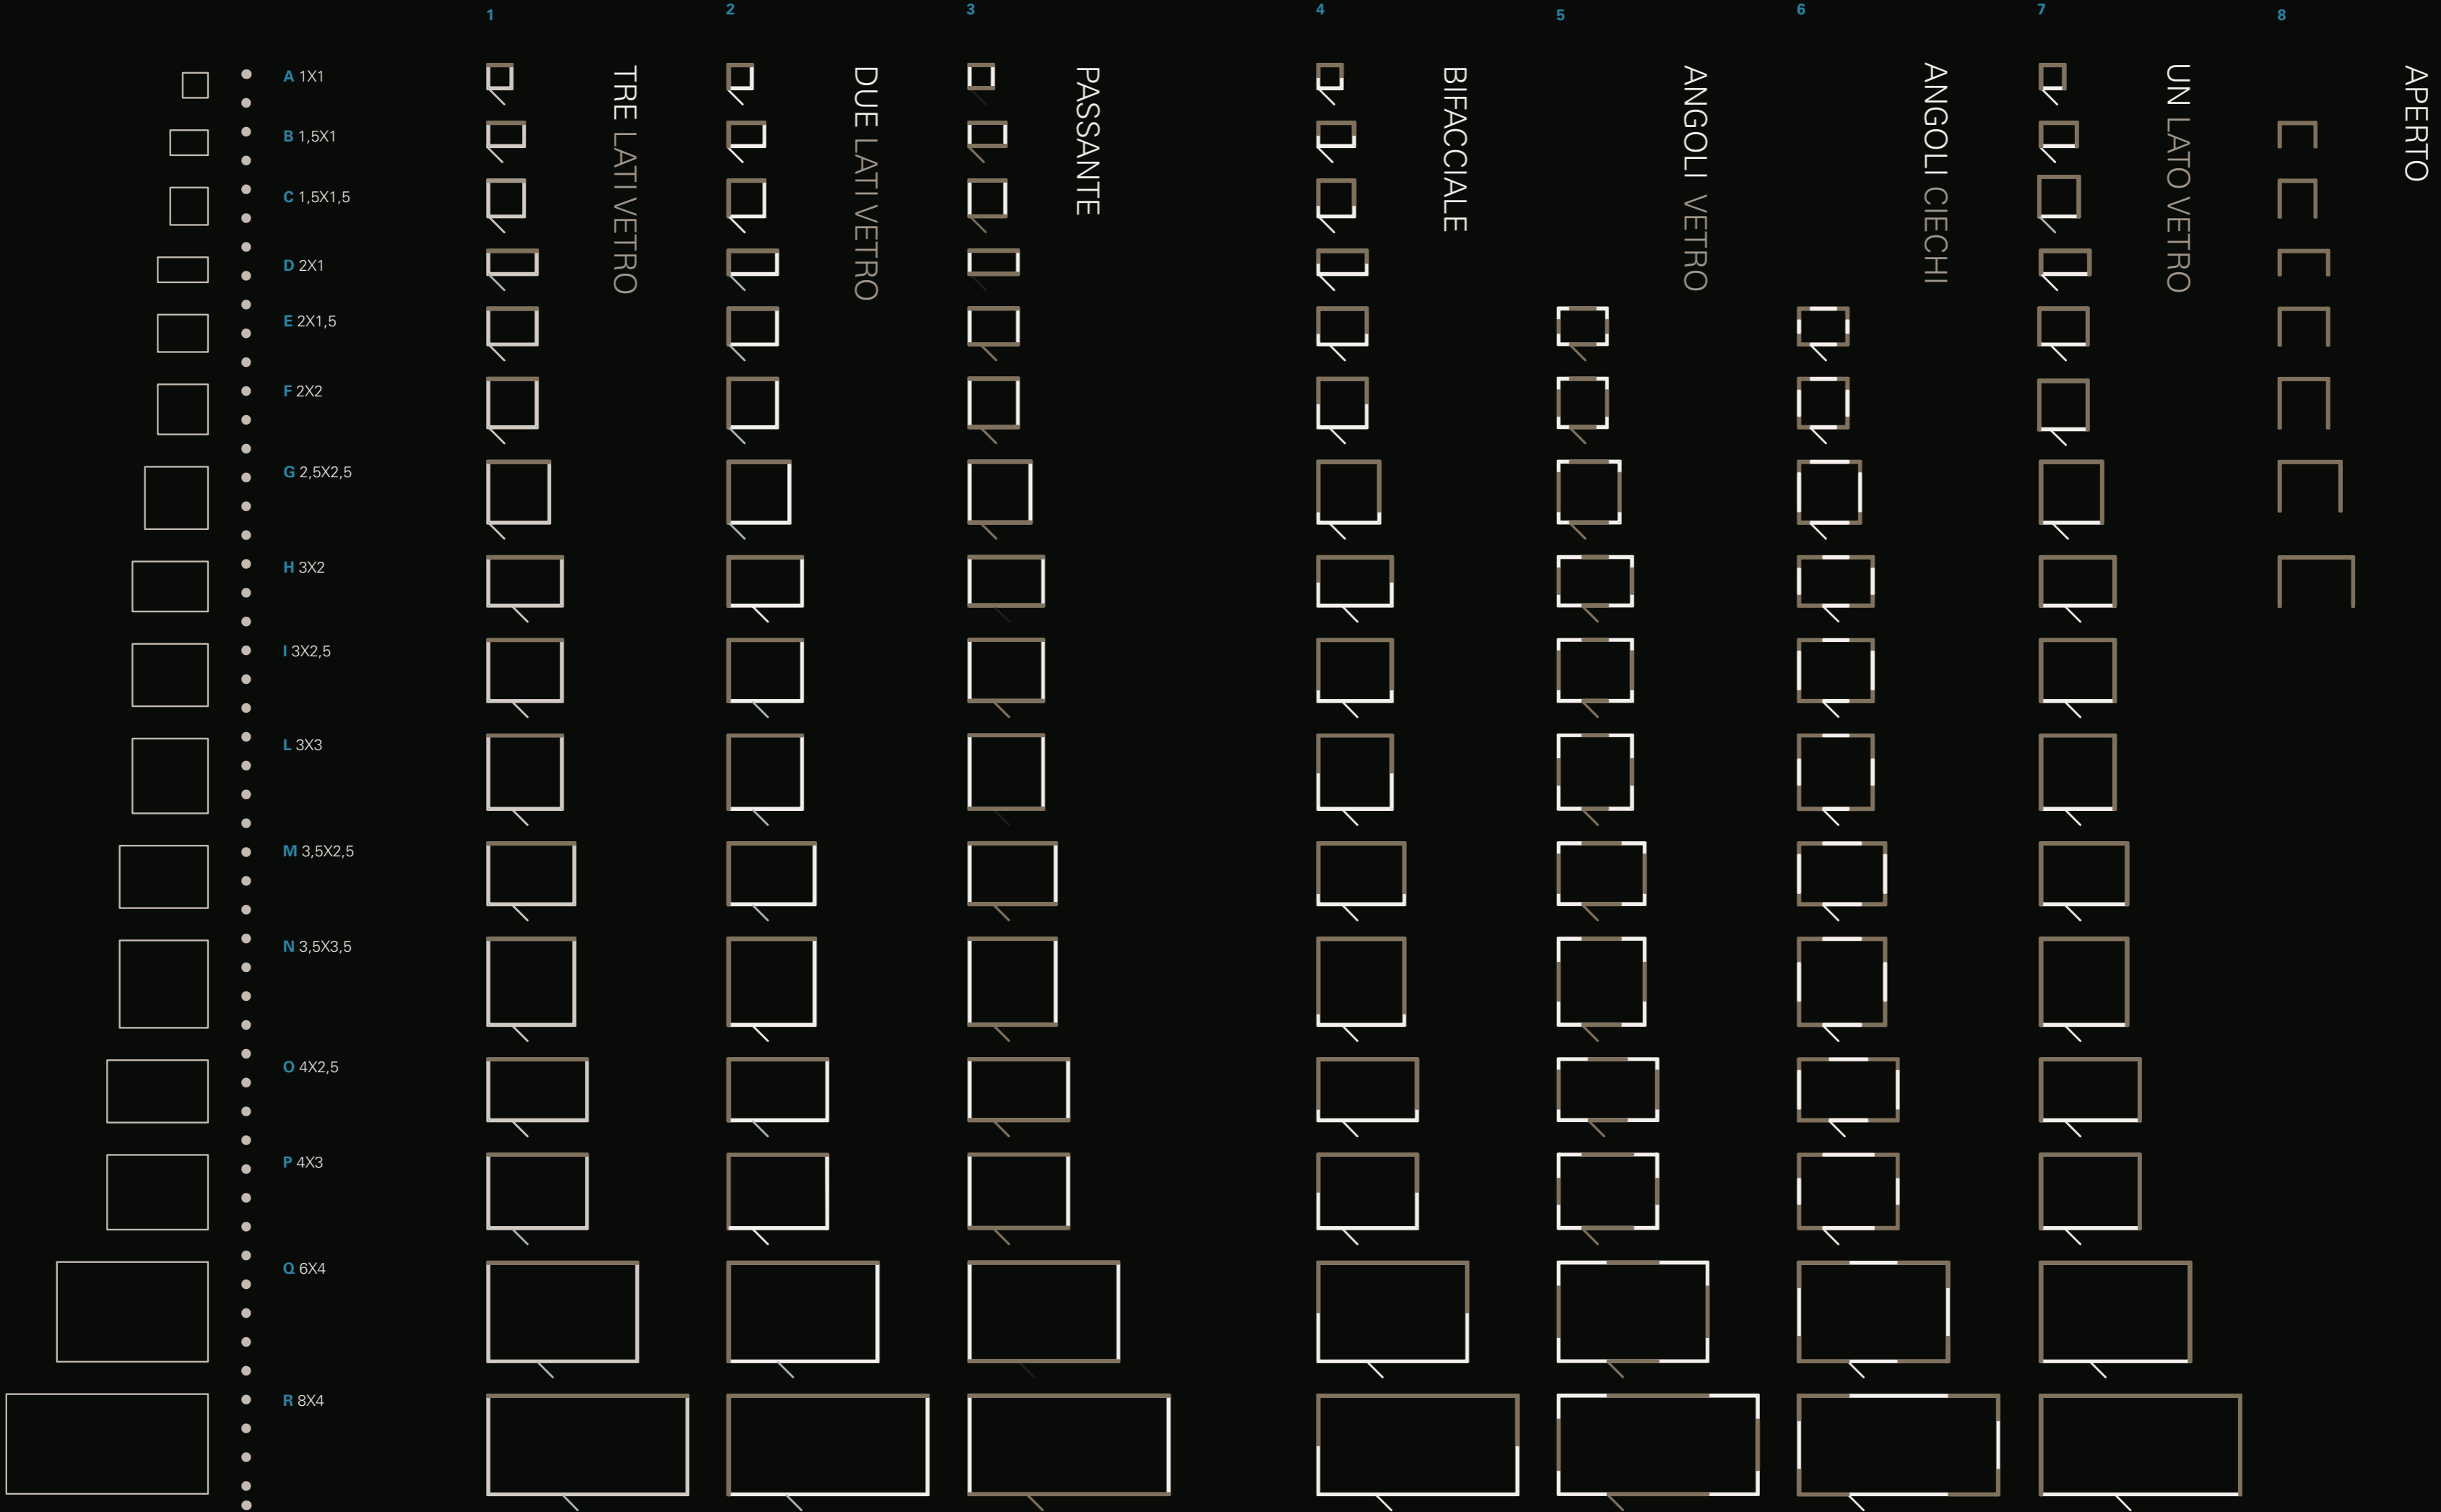 1 2 3 4 5 6 7 8
TRE LATI VETRO
DUE LATI VETRO
PASSANTE
BIFACCIALE
ANGOLI VETRO
ANGOLI CIECHI
UN LATO VETRO
APERTO
A 1X1
B 1,5X1
C 1,5X1,5
D 2X1
E 2X1,5
F 2X2
G 2,5X2,5
H 3X2
I 3X2,5
L 3X3
M 3,5X2,5
N 3,5X3,5
O 4X2,5
P 4X3
Q 6X4
R 8X4